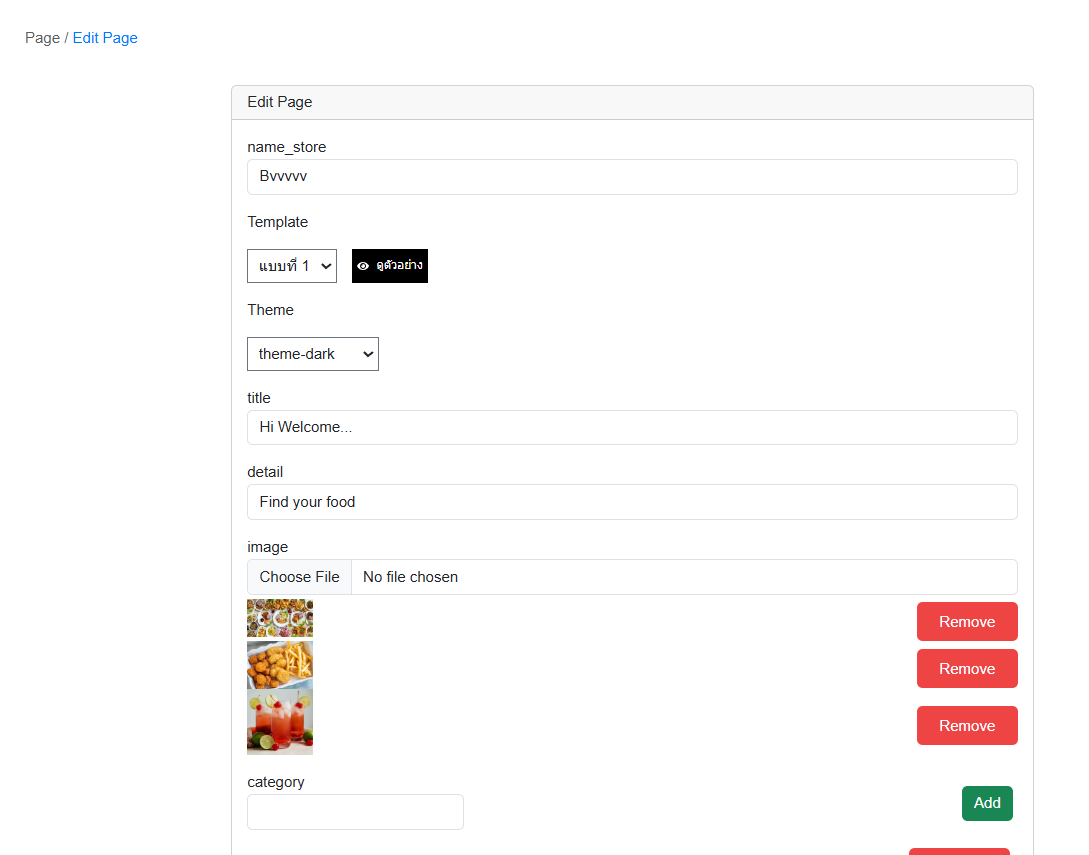 Page / Edit Page
Edit Page
name_store
Bvvvvv
Template
แบบที่ 1
ดูตัวอย่าง
Theme
theme-dark
title
Hi Welcome...
detail
Find your food
image
Choose File No file chosen
Remove
Remove
Remove
category
Add